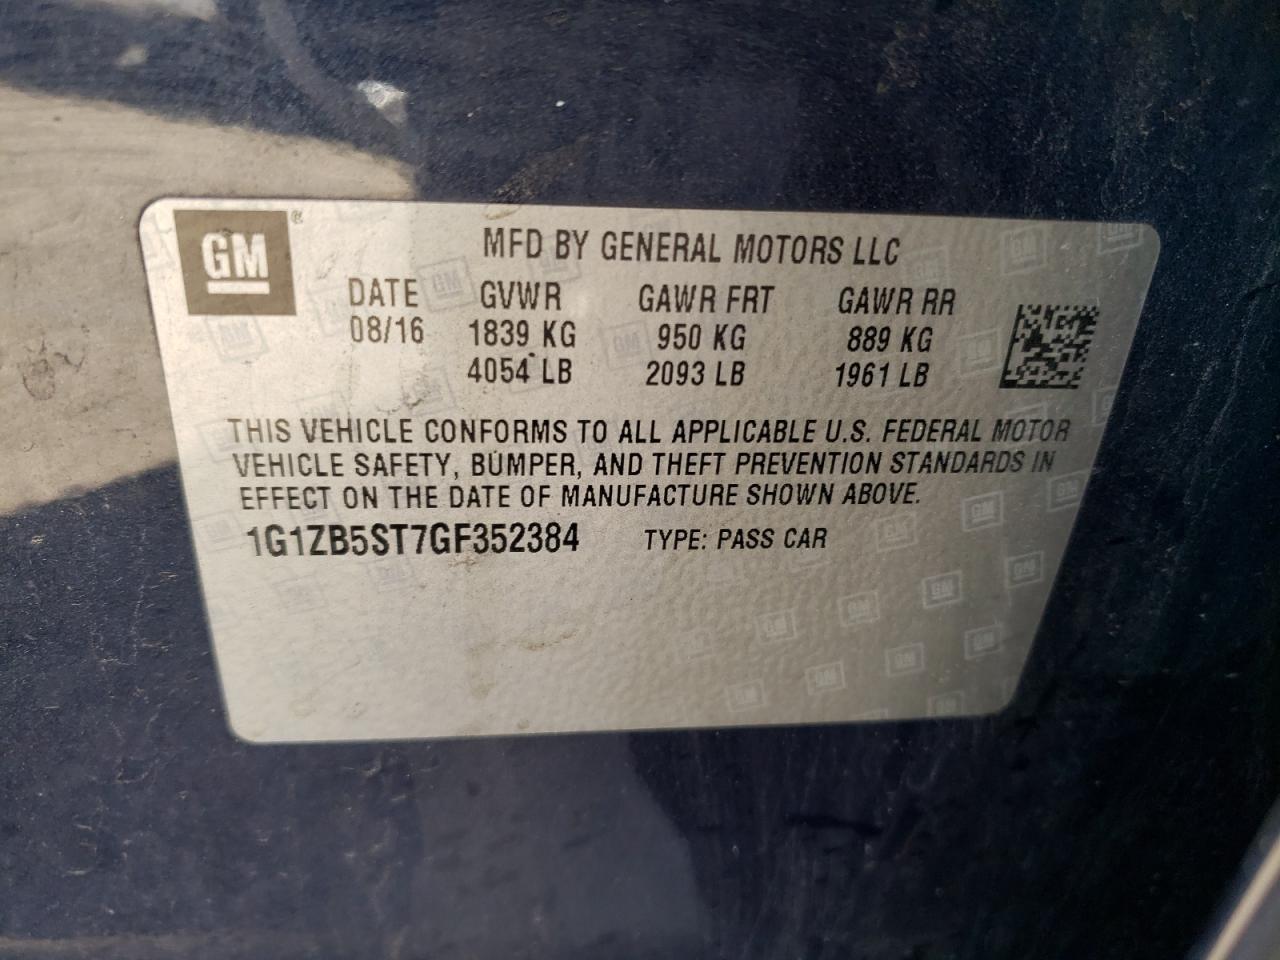 GM®
MFD BY GENERAL MOTORS LLC
DATE GVWR GAWR FRT GAWR RR
08/16 1839 KG 950 KG 889 KG
4054 LB 2093 LB 1961 LB
THIS VEHICLE CONFORMS TO ALL APPLICABLE U.S. FEDERAL MOTOR
VEHICLE SAFETY, BUMPER, AND THEFT PREVENTION STANDARDS IN
EFFECT ON THE DATE OF MANUFACTURE SHOWN ABOVE.
1G1ZB5ST7GF352384 TYPE: PASS CAR